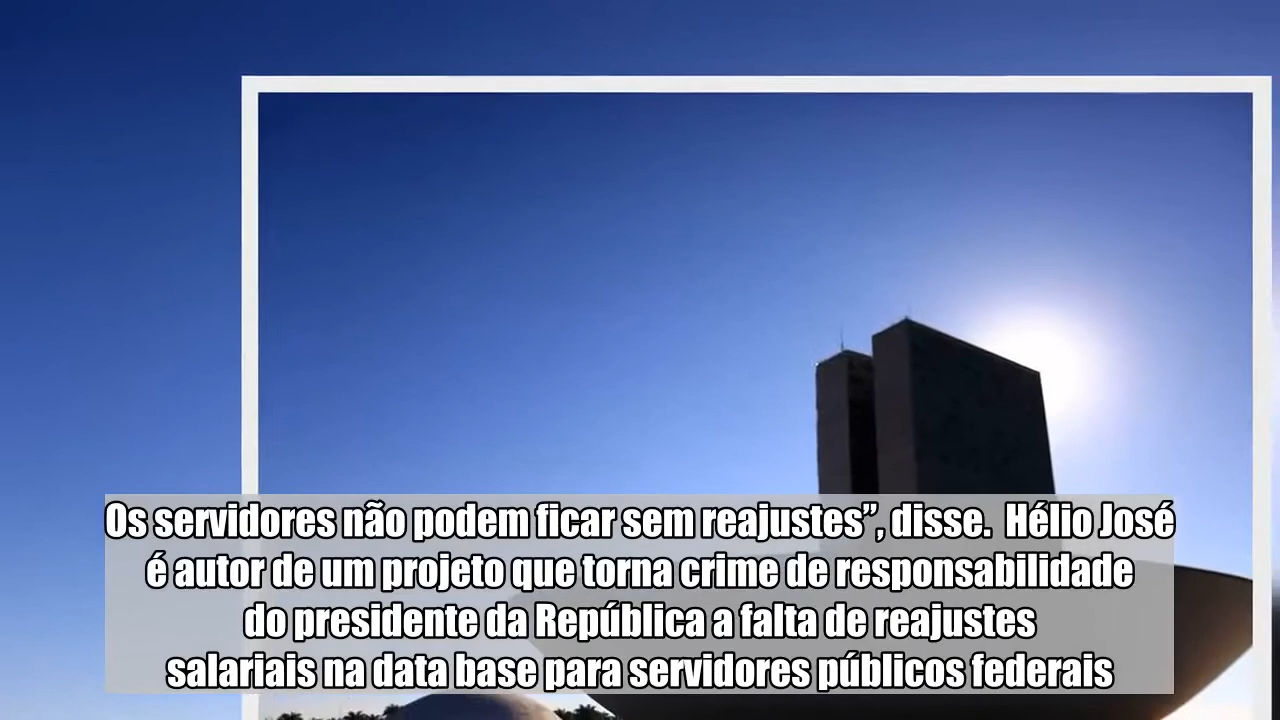 Os servidores não podem ficar sem reajustes”, disse.  Hélio José
é autor de um projeto que torna crime de responsabilidade
do presidente da República a falta de reajustes
salariais na data base para servidores públicos federais